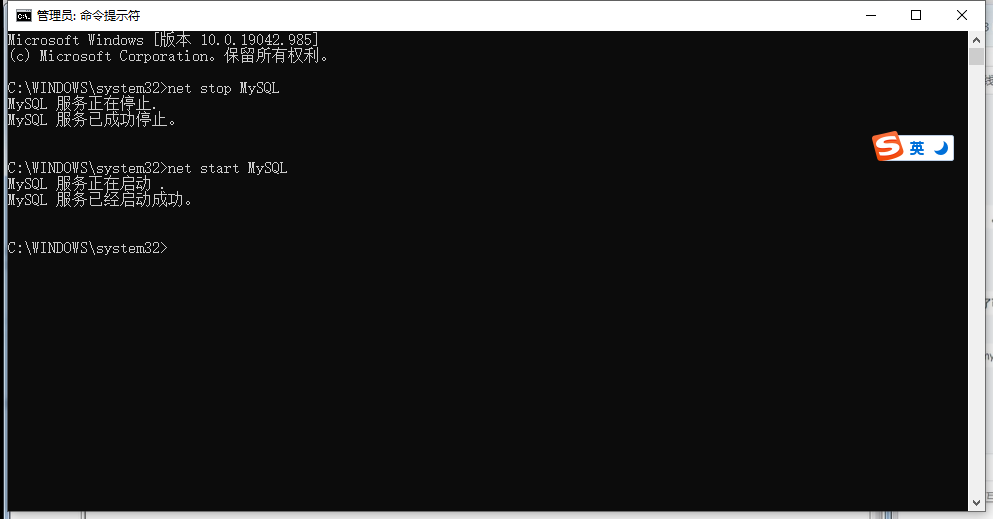 管理员: 命令提示符
Microsoft Windows [版本 10.0.19042.985]
(c) Microsoft Corporation。保留所有权利。
C:\WINDOWS\system32>net stop MySQL
MySQL 服务正在停止.
MySQL 服务已成功停止。
C:\WINDOWS\system32>net start MySQL
MySQL 服务正在启动 .
MySQL 服务已经启动成功。
C:\WINDOWS\system32>
英